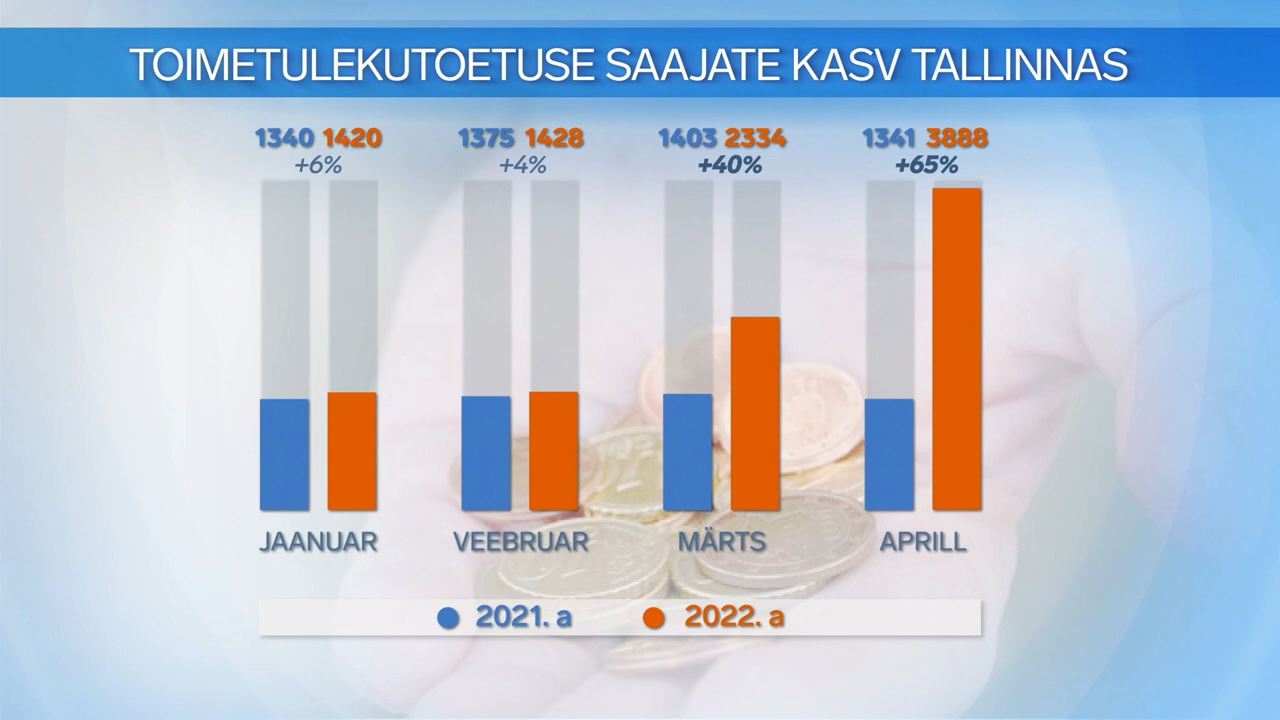 TOIMETULEKUTOETUSE SAAJATE KASV TALLINNAS
1340 1420
+6%
1375 1428
+4%
1403 2334
+40%
1341 3888
+65%
JAANUAR
VEEBRUAR
MÄRTS
APRILL
2021. a
2022. a